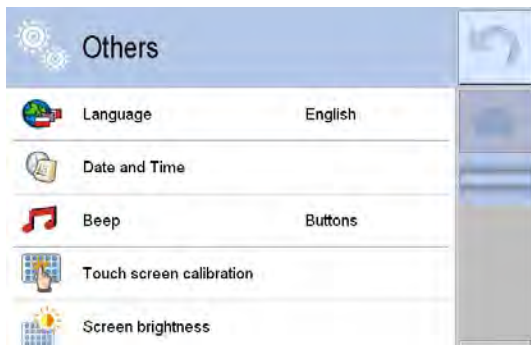 Others
Language English
Date and Time
Beep Buttons
Touch screen calibration
Screen brightness